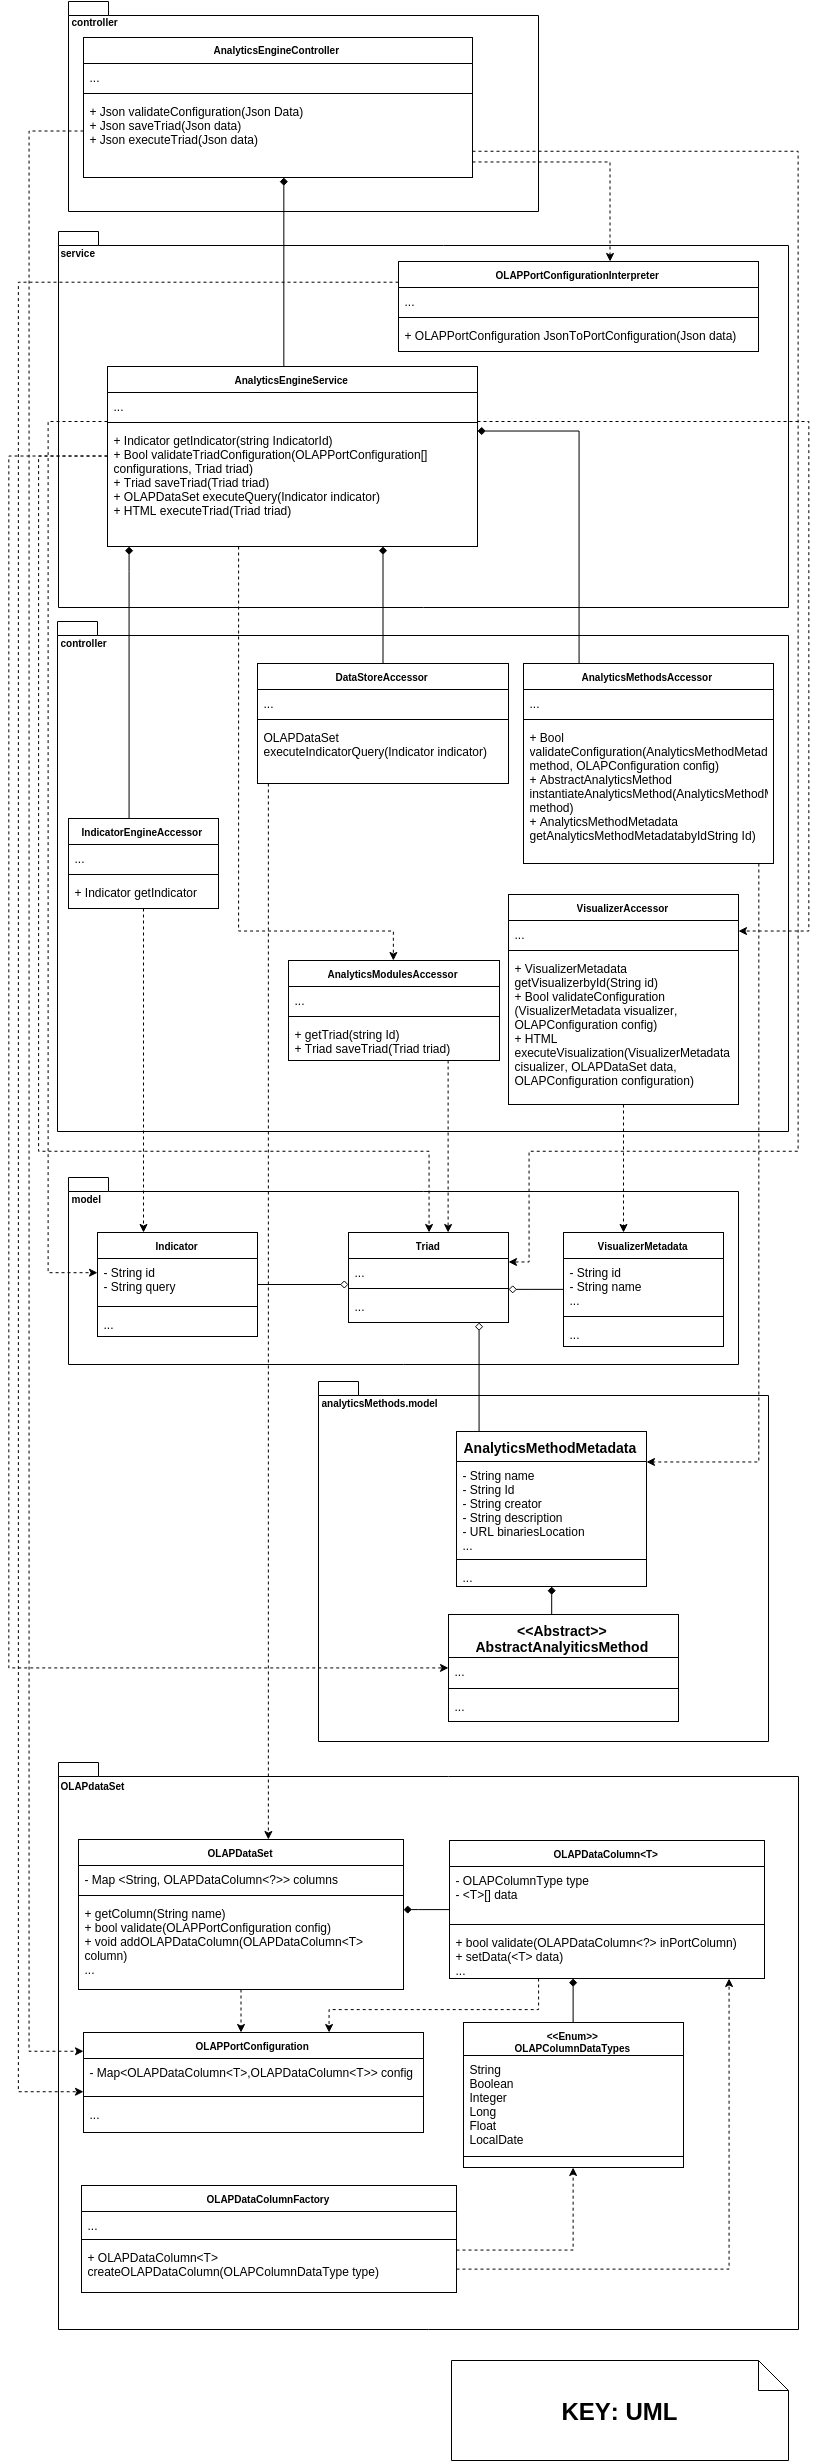 controller
AnalyticsEngineController
...
+ Json validateConfiguration(Json Data)
+ Json saveTriad(Json data)
+ Json executeTriad(Json data)
service
OLAPPortConfigurationInterpreter
...
+ OLAPPortConfiguration JsonToPortConfiguration(Json data)
AnalyticsEngineService
...
+ Indicator getIndicator(string IndicatorId)
+ Bool validateTriadConfiguration(OLAPPortConfiguration[]
configurations, Triad triad)
+ Triad saveTriad(Triad triad)
+ OLAPDataSet executeQuery(Indicator indicator)
+ HTML executeTriad(Triad triad)
controller
DataStoreAccessor
...
OLAPDataSet
executeIndicatorQuery(Indicator indicator)
AnalyticsMethodsAccessor
...
+ Bool
validateConfiguration(AnalyticsMethodMetad
method, OLAPConfiguration config)
+ AbstractAnalyticsMethod
instantiateAnalyticsMethod(AnalyticsMethodM
method)
+ AnalyticsMethodMetadata
getAnalyticsMethodMetadatabyIdString Id)
IndicatorEngineAccessor
...
+ Indicator getIndicator
VisualizerAccessor
...
+ VisualizerMetadata
getVisualizerbyId(String id)
+ Bool validateConfiguration
(VisualizerMetadata visualizer,
OLAPConfiguration config)
+ HTML
executeVisualization(VisualizerMetadata
cisualizer, OLAPDataSet data,
OLAPConfiguration configuration)
AnalyticsModulesAccessor
...
+ getTriad(string Id)
+ Triad saveTriad(Triad triad)
model
Indicator
- String id
- String query
...
Triad
...
...
VisualizerMetadata
- String id
- String name
...
...
analyticsMethods.model
AnalyticsMethodMetadata
- String name
- String Id
- String creator
- String description
- URL binariesLocation
...
...
<<Abstract>>
AbstractAnalyiticsMethod
...
...
OLAPdataSet
OLAPDataSet
- Map <String, OLAPDataColumn<?>> columns
+ getColumn(String name)
+ bool validate(OLAPPortConfiguration config)
+ void addOLAPDataColumn(OLAPDataColumn<T>
column)
...
OLAPDataColumn<T>
- OLAPColumnType type
- <T>[] data
+ bool validate(OLAPDataColumn<?> inPortColumn)
+ setData(<T> data)
...
OLAPPortConfiguration
- Map<OLAPDataColumn<T>,OLAPDataColumn<T>> config
...
<<Enum>>
OLAPColumnDataTypes
String
Boolean
Integer
Long
Float
LocalDate
OLAPDataColumnFactory
...
+ OLAPDataColumn<T>
createOLAPDataColumn(OLAPColumnDataType type)
KEY: UML